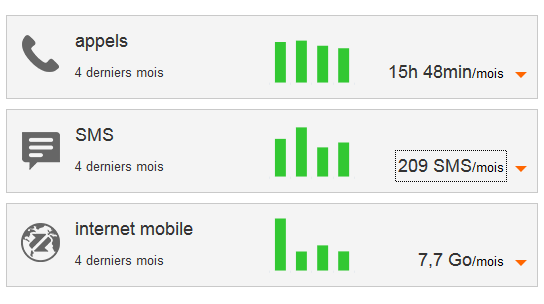 appels
4 derniers mois
15h 48min/mois
SMS
4 derniers mois
209 SMS/mois
internet mobile
4 derniers mois
7,7 Go/mois